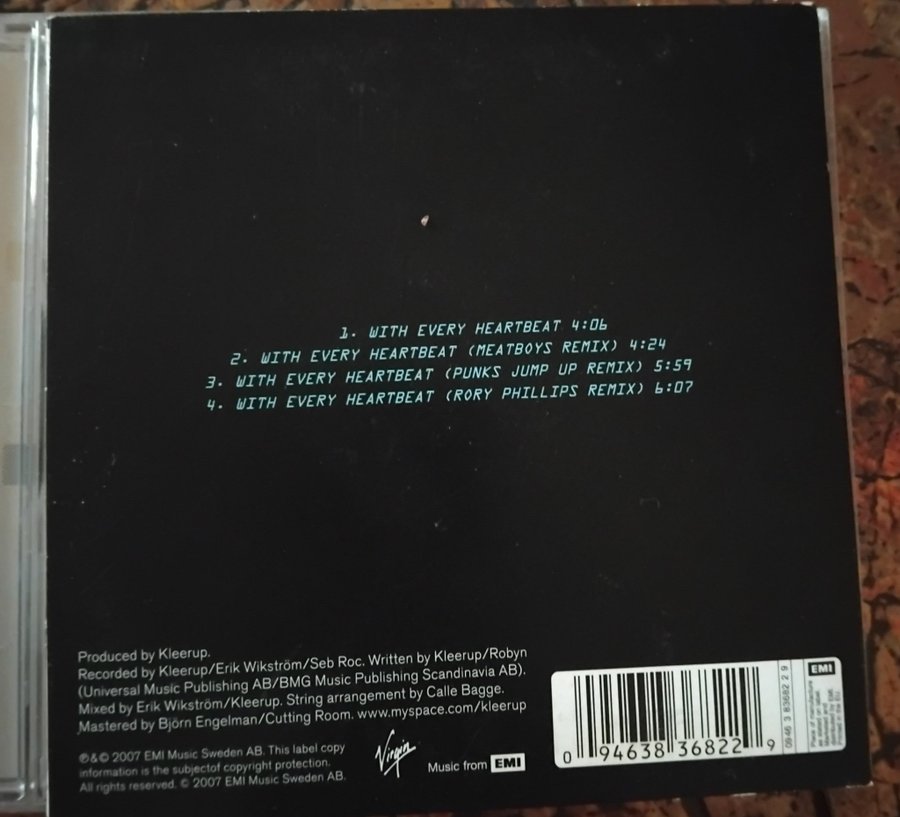 1. WITH EVERY HEARTBEAT 4:06
2. WITH EVERY HEARTBEAT (MEATBOYS REMIX) 4:24
3. WITH EVERY HEARTBEAT (PUNKS JUMP UP REMIX) 5:59
4. WITH EVERY HEARTBEAT (RORY PHILLIPS REMIX) 6:07
Produced by Kleerup.
Recorded by Kleerup/Erik Wikström/Seb Roc. Written by Kleerup/Robyn
(Universal Music Publishing AB/BMG Music Publishing Scandinavia AB).
Mixed by Erik Wikström/Kleerup. String arrangement by Calle Bagge.
Mastered by Björn Engelman/Cutting Room. www.myspace.com/kleerup
℗&© 2007 EMI Music Sweden AB. This label copy
information is the subjectof copyright protection.
All rights reserved. © 2007 EMI Music Sweden AB.
Virgin
Music from EMI
0 94638 36822 9
0946 3 83682 2 9
EMI